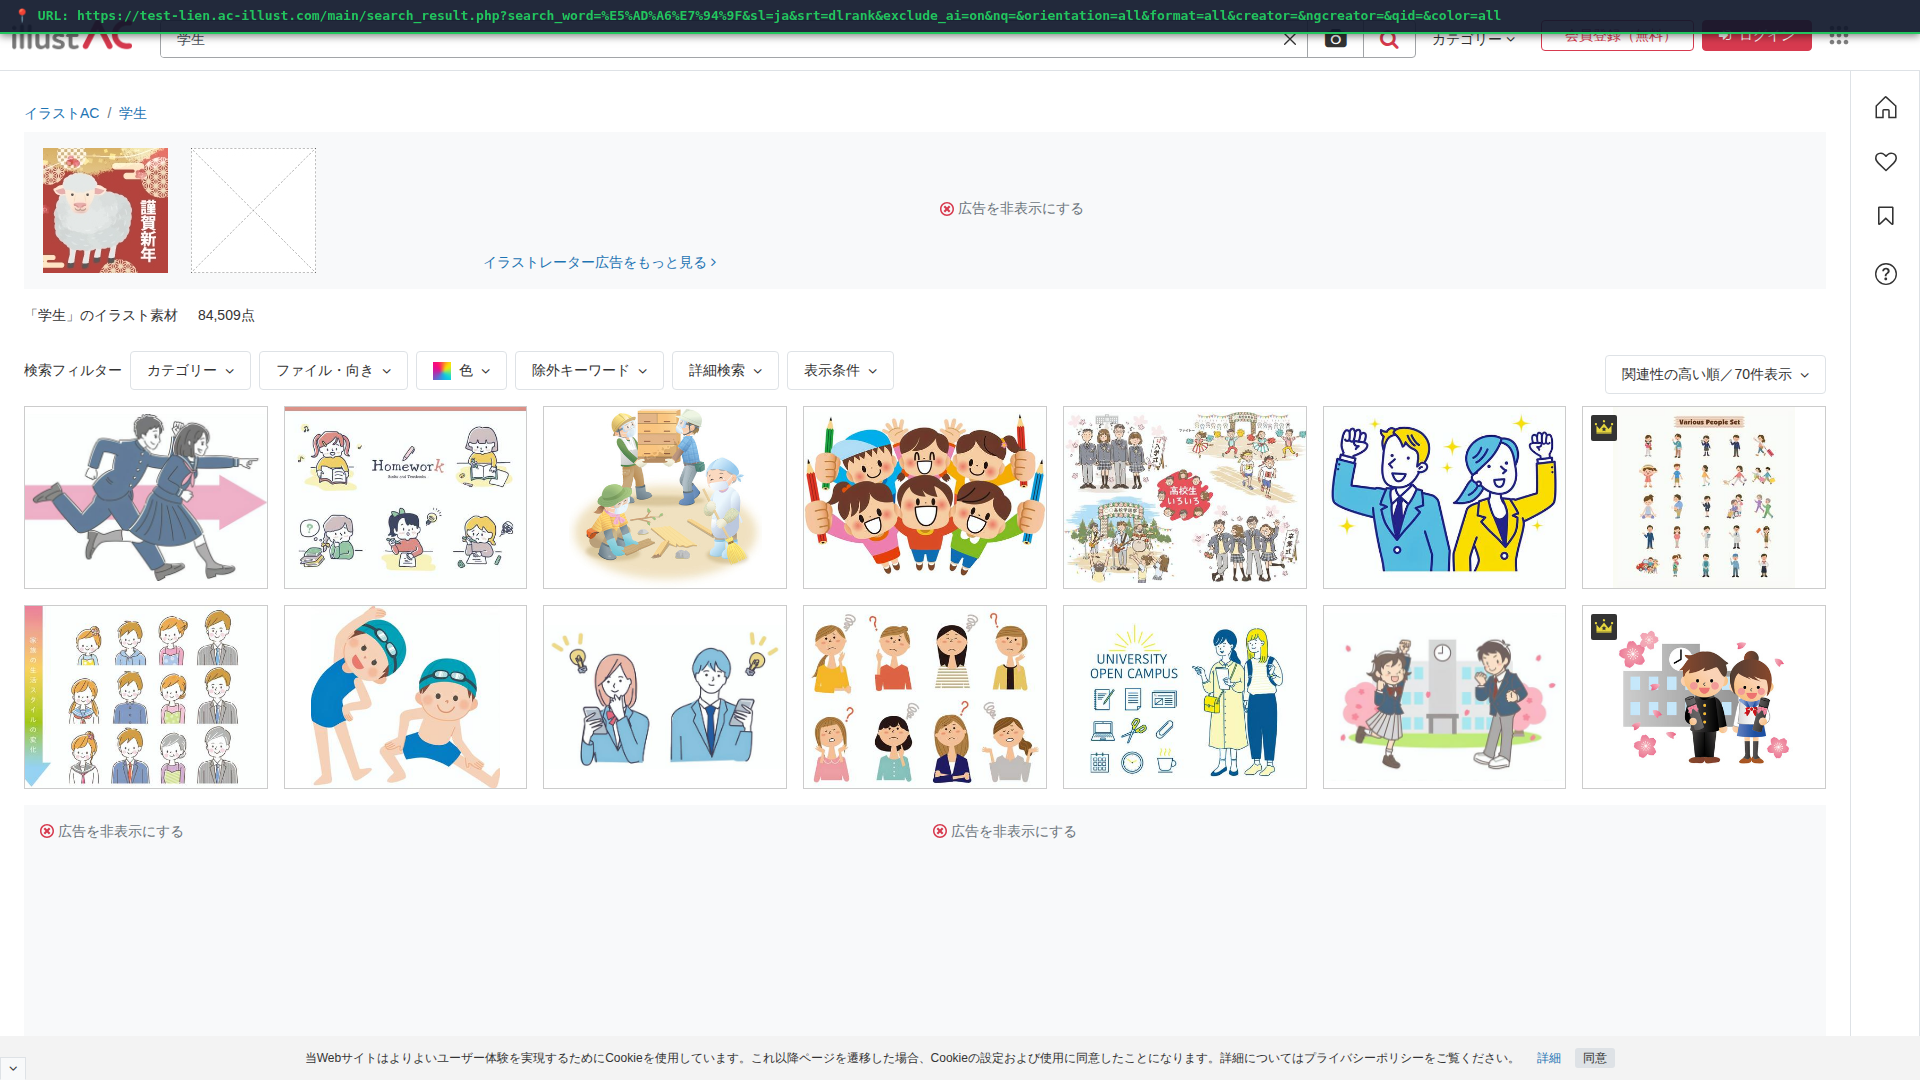 📍 URL: https://test-lien.ac-illust.com/main/search_result.php?search_word=%E5%AD%A6%E7%94%9F&sl=ja&srt=dlrank&exclude_ai=on&nq=&orientation=all&format=all&creator=&ngcreator=&qid=&color=all
illustAC
学生
カテゴリー
会員登録（無料）
ログイン
イラストAC / 学生
謹賀新年
広告を非表示にする
イラストレーター広告をもっと見る
「学生」のイラスト素材 84,509点
検索フィルター
カテゴリー
ファイル・向き
色
除外キーワード
詳細検索
表示条件
関連性の高い順／70件表示
Homework
高校生
いろいろ
Various People Set
UNIVERSITY
OPEN CAMPUS
広告を非表示にする
広告を非表示にする
当Webサイトはよりよいユーザー体験を実現するためにCookieを使用しています。これ以降ページを遷移した場合、Cookieの設定および使用に同意したことになります。詳細についてはプライバシーポリシーをご覧ください。
詳細
同意